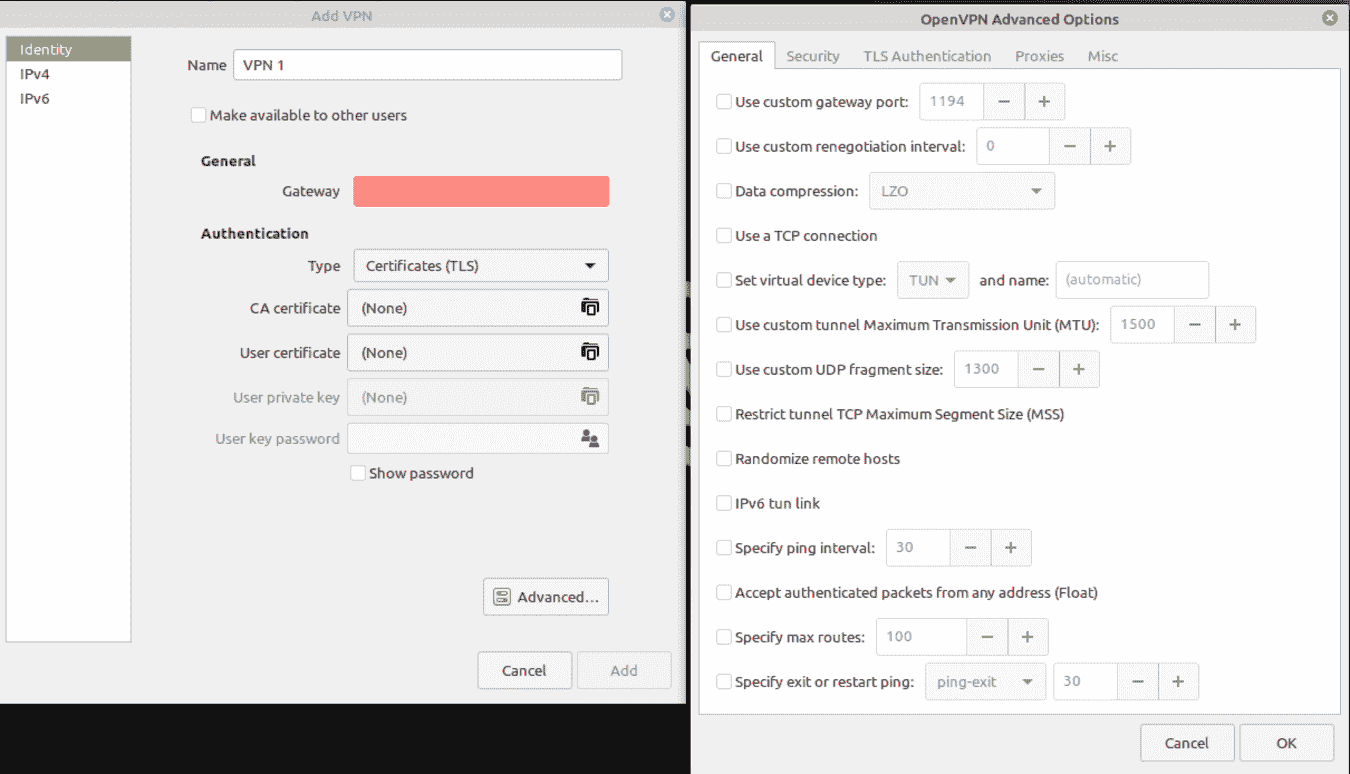 Add VPN
Identity
IPv4
IPv6
Name VPN 1
Make available to other users
General
Gateway
Authentication
Type Certificates (TLS)
CA certificate (None)
User certificate (None)
User private key (None)
User key password
Show password
Advanced...
Cancel Add
OpenVPN Advanced Options
General Security TLS Authentication Proxies Misc
Use custom gateway port: 1194 − +
Use custom renegotiation interval: 0 − +
Data compression: LZO
Use a TCP connection
Set virtual device type: TUN and name: (automatic)
Use custom tunnel Maximum Transmission Unit (MTU): 1500 − +
Use custom UDP fragment size: 1300 − +
Restrict tunnel TCP Maximum Segment Size (MSS)
Randomize remote hosts
IPv6 tun link
Specify ping interval: 30 − +
Accept authenticated packets from any address (Float)
Specify max routes: 100 − +
Specify exit or restart ping: ping-exit 30 − +
Cancel OK